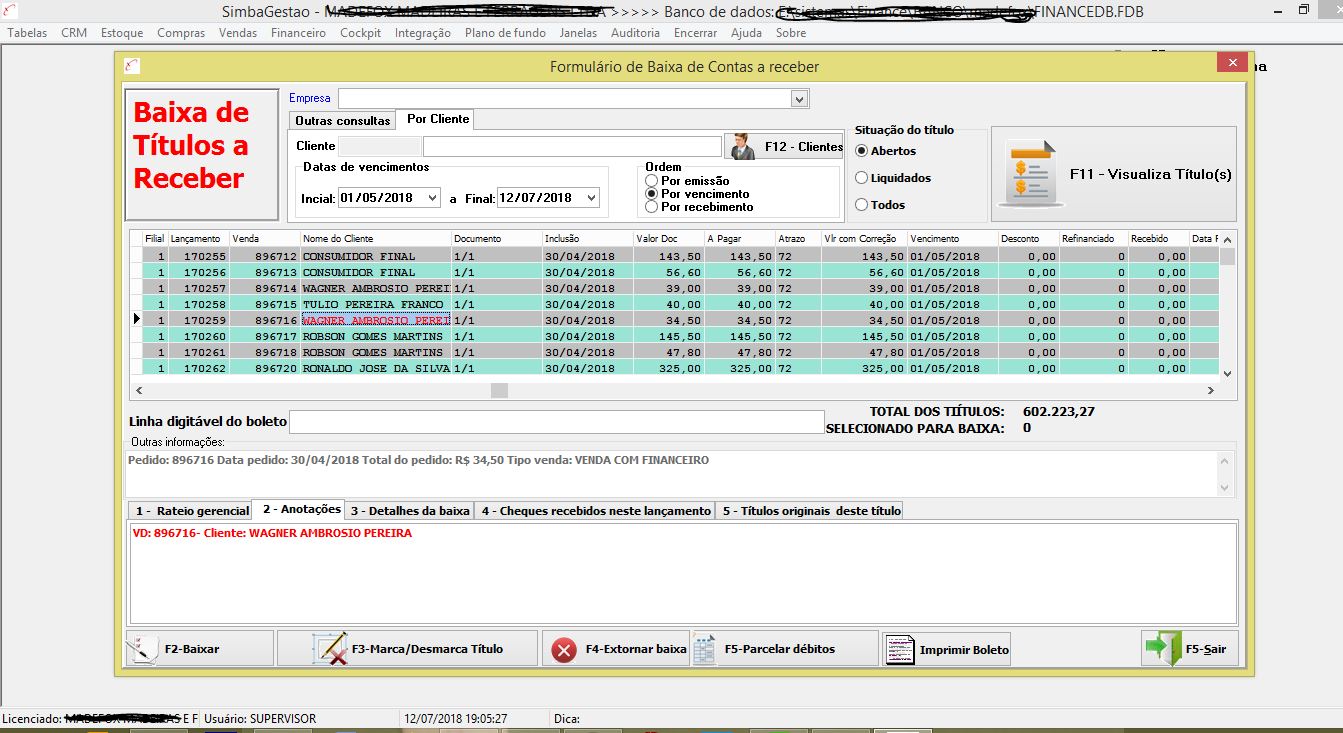 SimbaGestao - >>>>> Banco de dados: \FINANCEDB.FDB
Tabelas CRM Estoque Compras Vendas Financeiro Cockpit Integração Plano de fundo Janelas Auditoria Encerrar Ajuda Sobre
Formulário de Baixa de Contas a receber
Baixa de
Títulos a
Receber
Empresa
Outras consultas Por Cliente
Cliente F12 - Clientes
Datas de vencimentos
Incial: 01/05/2018 a Final: 12/07/2018
Ordem
Por emissão
Por vencimento
Por recebimento
Situação do título
Abertos
Liquidados
Todos
F11 - Visualiza Título(s)
Filial Lançamento Venda Nome do Cliente Documento Inclusão Valor Doc A Pagar Atrazo Vlr com Correção Vencimento Desconto Refinanciado Recebido Data F
1 170255 896712 CONSUMIDOR FINAL 1/1 30/04/2018 143,50 143,50 72 143,50 01/05/2018 0,00 0 0,00
1 170256 896713 CONSUMIDOR FINAL 1/1 30/04/2018 56,60 56,60 72 56,60 01/05/2018 0,00 0 0,00
1 170257 896714 WAGNER AMBROSIO PEREI 1/1 30/04/2018 39,00 39,00 72 39,00 01/05/2018 0,00 0 0,00
1 170258 896715 TULIO PEREIRA FRANCO 1/1 30/04/2018 40,00 40,00 72 40,00 01/05/2018 0,00 0 0,00
1 170259 896716 WAGNER AMBROSIO PEREI 1/1 30/04/2018 34,50 34,50 72 34,50 01/05/2018 0,00 0 0,00
1 170260 896717 ROBSON GOMES MARTINS 1/1 30/04/2018 145,50 145,50 72 145,50 01/05/2018 0,00 0 0,00
1 170261 896718 ROBSON GOMES MARTINS 1/1 30/04/2018 47,80 47,80 72 47,80 01/05/2018 0,00 0 0,00
1 170262 896720 RONALDO JOSE DA SILVA 1/1 30/04/2018 325,00 325,00 72 325,00 01/05/2018 0,00 0 0,00
Linha digitável do boleto
TOTAL DOS TIÍTULOS: 602.223,27
SELECIONADO PARA BAIXA: 0
Outras informações:
Pedido: 896716 Data pedido: 30/04/2018 Total do pedido: R$ 34,50 Tipo venda: VENDA COM FINANCEIRO
1 - Rateio gerencial 2 - Anotações 3 - Detalhes da baixa 4 - Cheques recebidos neste lançamento 5 - Títulos originais deste título
VD: 896716- Cliente: WAGNER AMBROSIO PEREIRA
F2-Baixar F3-Marca/Desmarca Título F4-Extornar baixa F5-Parcelar débitos Imprimir Boleto F5-Sair
Licenciado: E F Usuário: SUPERVISOR 12/07/2018 19:05:27 Dica: